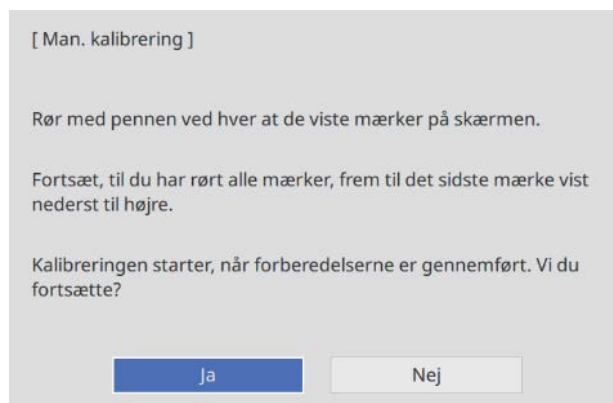 [ Man. kalibrering ]
Rør med pennen ved hver at de viste mærker på skærmen.
Fortsæt, til du har rørt alle mærker, frem til det sidste mærke vist
nederst til højre.
Kalibreringen starter, når forberedelserne er gennemført. Vi du
fortsætte?
Ja
Nej